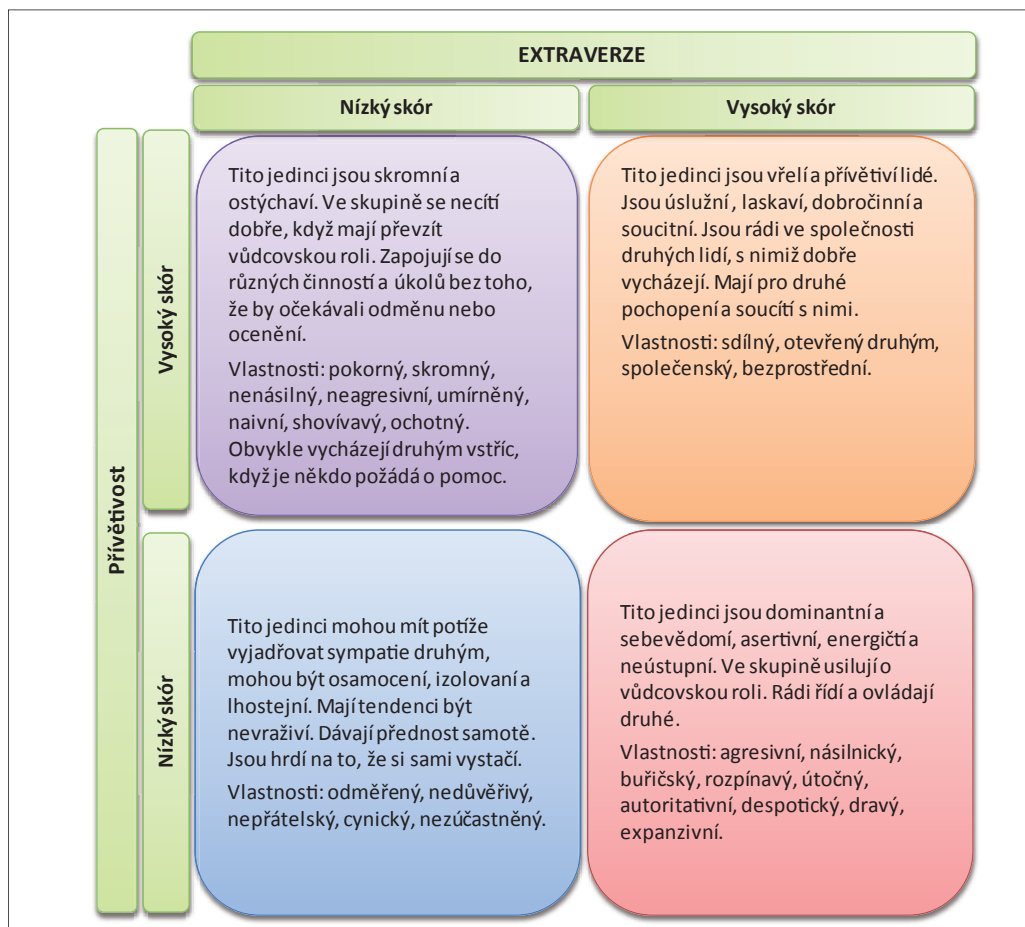 EXTRAVERZE
Nízký skór
Vysoký skór
Přívětivost
Vysoký skór
Tito jedinci jsou skromní a
ostýchaví. Ve skupině se necítí
dobře, když mají převzít
vůdcovskou roli. Zapojují se do
různých činností a úkolů bez toho,
že by očekávali odměnu nebo
ocenění.
Vlastnosti: pokorný, skromný,
nenásilný, neagresivní, umírněný,
naivní, shovívavý, ochotný.
Obvykle vycházejí druhým vstříc,
když je někdo požádá o pomoc.
Tito jedinci jsou vřelí a přívětiví lidé.
Jsou úslužní , laskaví, dobročinní a
soucitní. Jsou rádi ve společnosti
druhých lidí, s nimiž dobře
vycházejí. Mají pro druhé
pochopení a soucítí s nimi.
Vlastnosti: sdílný, otevřený druhým,
společenský, bezprostřední.
Nízký skór
Tito jedinci mohou mít potíže
vyjadřovat sympatie druhým,
mohou být osamocení, izolovaní a
lhostejní. Mají tendenci být
nevraživí. Dávají přednost samotě.
Jsou hrdí na to, že si sami vystačí.
Vlastnosti: odměřený, nedůvěřivý,
nepřátelský, cynický, nezúčastněný.
Tito jedinci jsou dominantní a
sebevědomí, asertivní, energičtí a
neústupní. Ve skupině usilují o
vůdcovskou roli. Rádi řídí a ovládají
druhé.
Vlastnosti: agresivní, násilnický,
buřičský, rozpínavý, útočný,
autoritativní, despotický, dravý,
expanzivní.